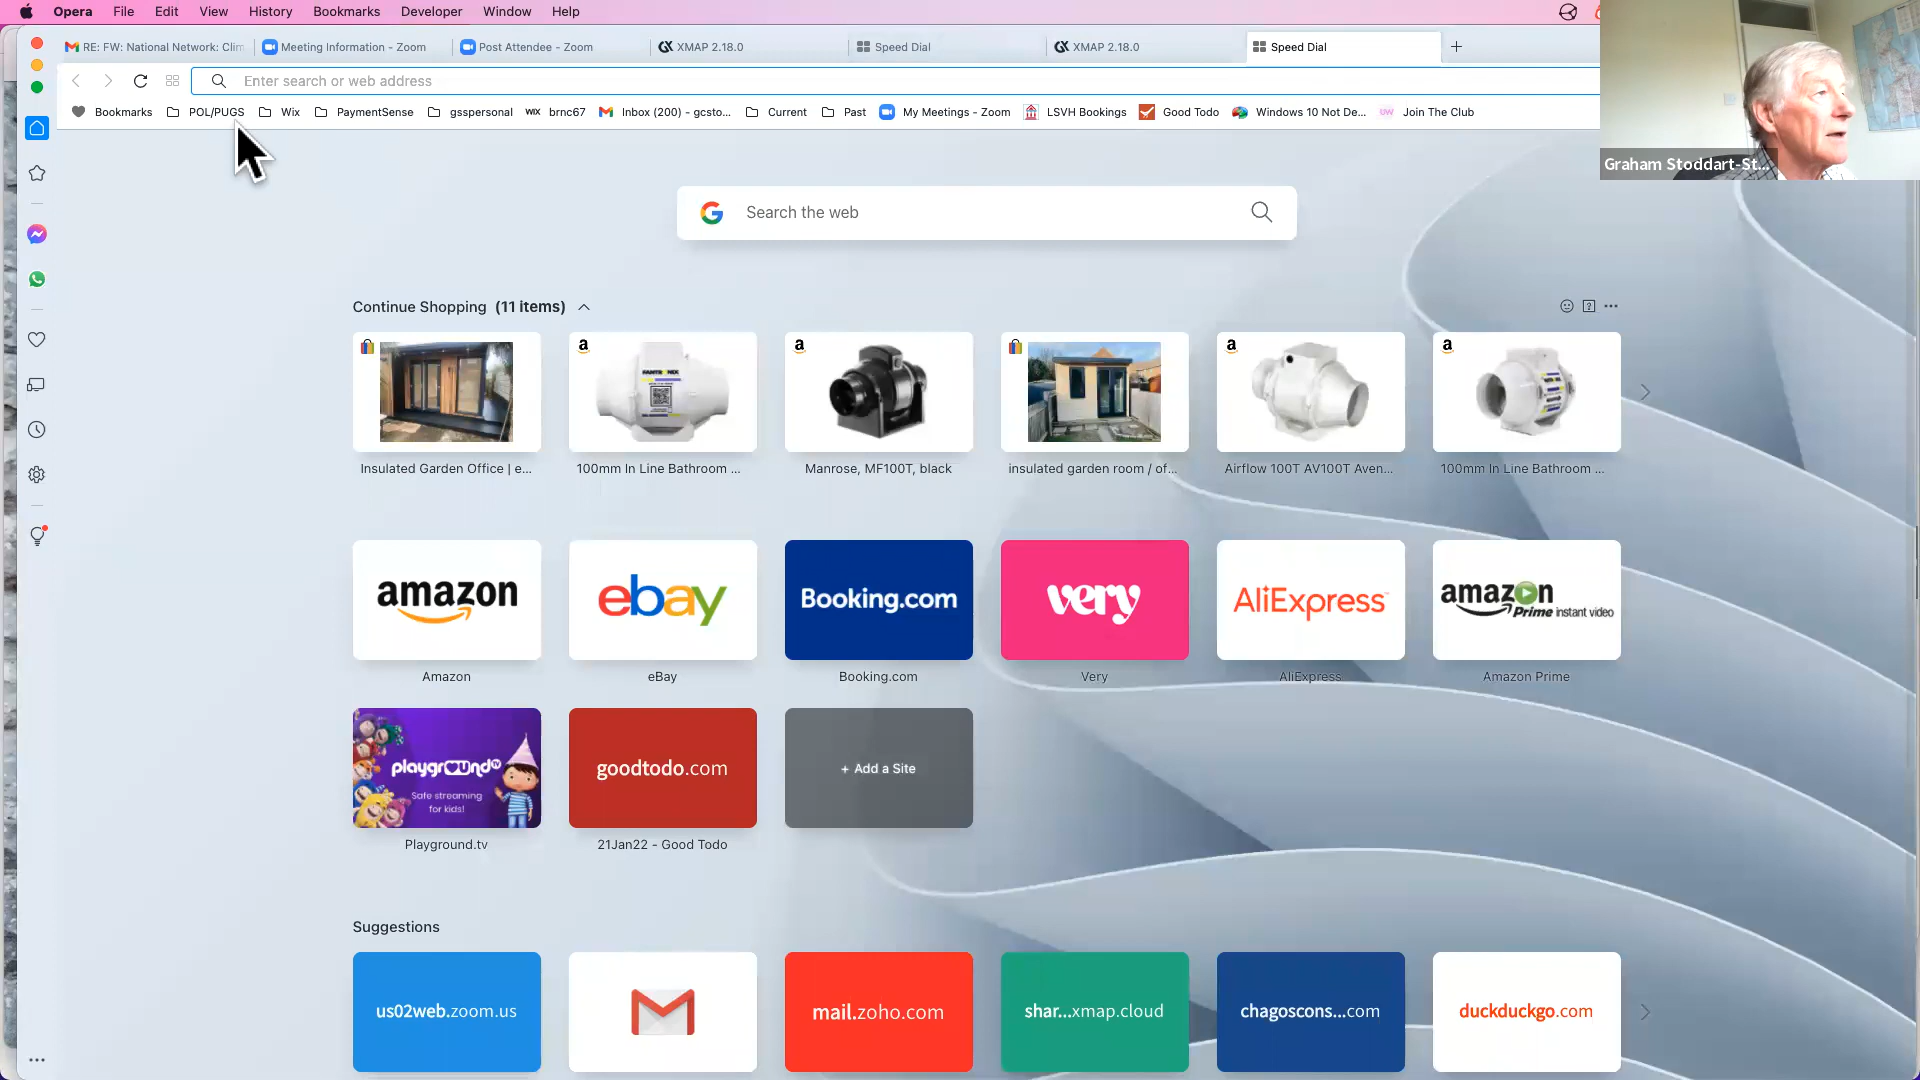 Opera File Edit View History Bookmarks Developer Window Help
RE: FW: National Network: Clim Meeting Information - Zoom Post Attendee - Zoom XMAP 2.18.0 Speed Dial XMAP 2.18.0 Speed Dial
Enter search or web address
Bookmarks POL/PUGS Wix PaymentSense gsspersonal WIX brnc67 Inbox (200) - gcsto... Current Past My Meetings - Zoom LSVH Bookings Good Todo Windows 10 Not De... UW Join The Club
Graham Stoddart-St...
Search the web
Continue Shopping (11 items)
FANTRONIX
Insulated Garden Office | e... 100mm In Line Bathroom ... Manrose, MF100T, black insulated garden room / of... Airflow 100T AV100T Aven... 100mm In Line Bathroom ...
amazon ebay Booking.com very AliExpress amazon Prime instant video
Amazon eBay Booking.com Very AliExpress Amazon Prime
playground tv
Safe streaming
for kids!
goodtodo.com
+ Add a Site
Playground.tv 21Jan22 - Good Todo
Suggestions
us02web.zoom.us mail.zoho.com shar...xmap.cloud chagoscons...com duckduckgo.com